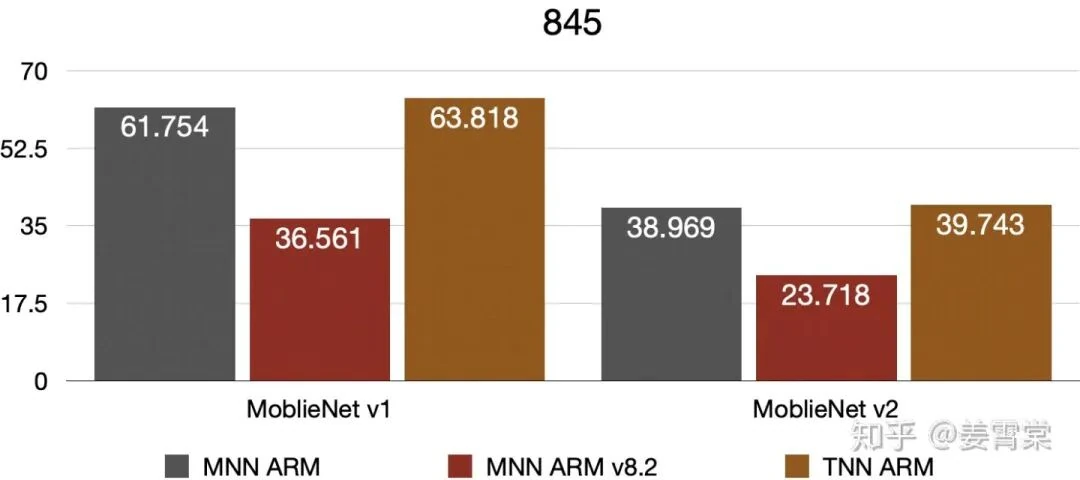 845
70
61.754
63.818
52.5
36.561
38.969
39.743
35
23.718
17.5
0
MoblieNet v1
MoblieNet v2
知乎 @姜霄棠
MNN ARM
MNN ARM v8.2
TNN ARM